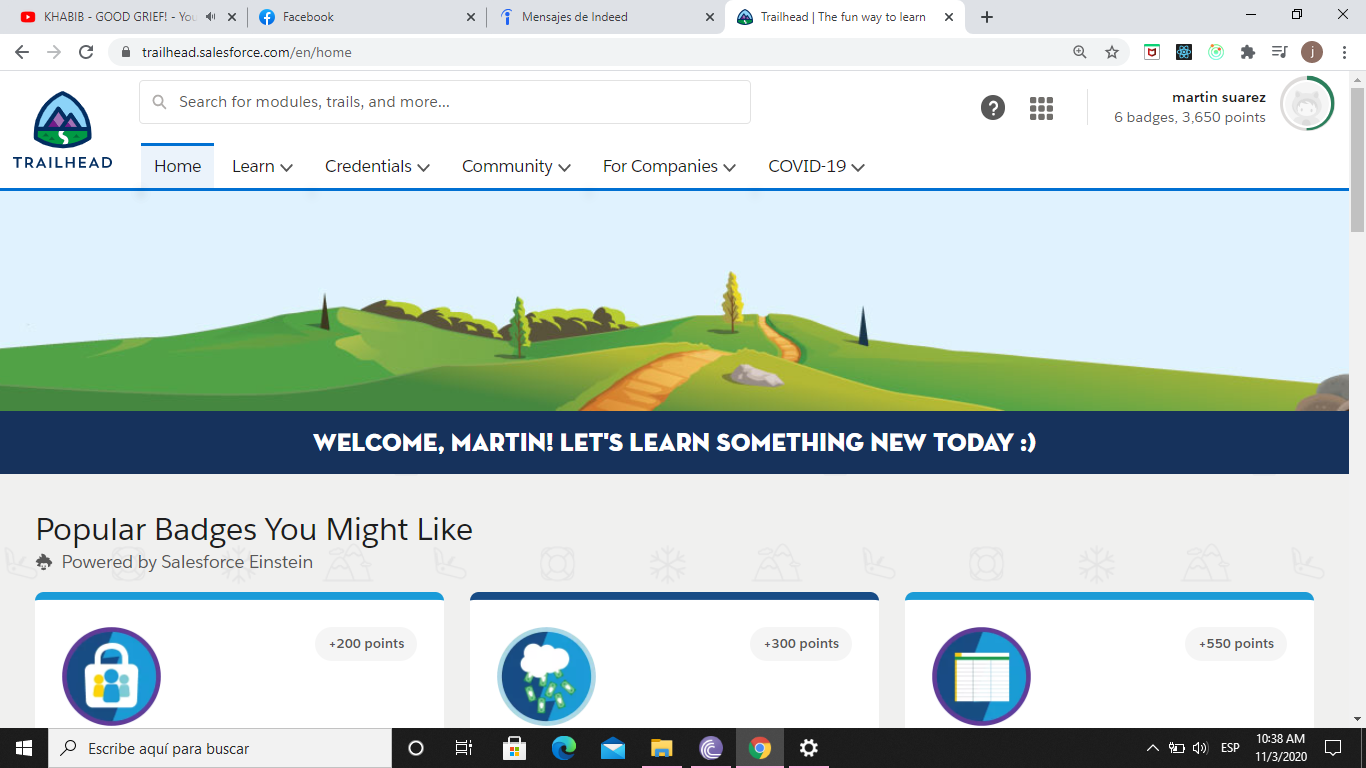 KHABIB - GOOD GRIEF! - You
Facebook
Mensajes de Indeed
Trailhead | The fun way to learn
trailhead.salesforce.com/en/home
j
TRAILHEAD
Search for modules, trails, and more...
?
martin suarez
6 badges, 3,650 points
Home
Learn
Credentials
Community
For Companies
COVID-19
WELCOME, MARTIN! LET'S LEARN SOMETHING NEW TODAY :)
Popular Badges You Might Like
Powered by Salesforce Einstein
+200 points
+300 points
+550 points
Escribe aquí para buscar
ESP
10:38 AM
11/3/2020